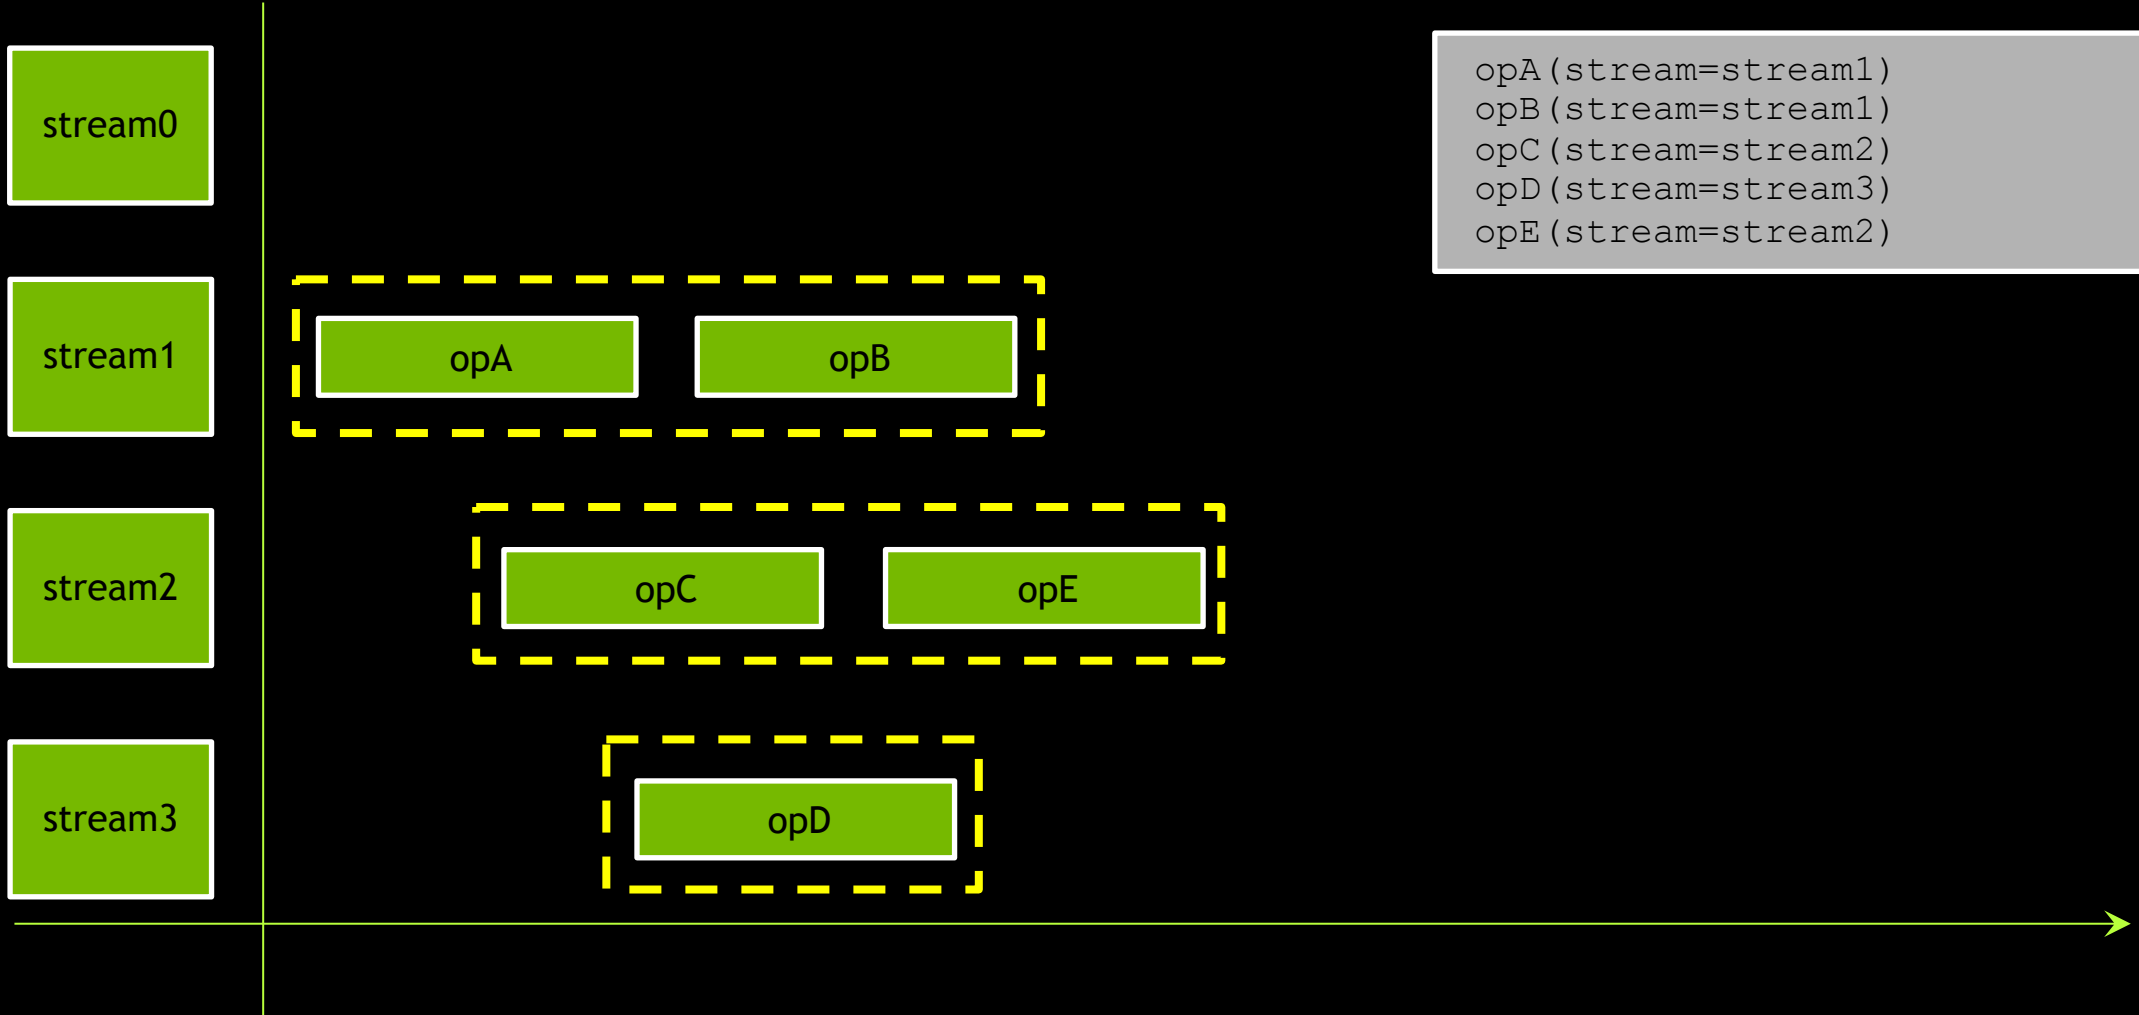 stream0
opA(stream=stream1)
opB(stream=stream1)
opC(stream=stream2)
opD(stream=stream3)
opE(stream=stream2)
stream1
opA
opB
stream2
opC
opE
stream3
opD